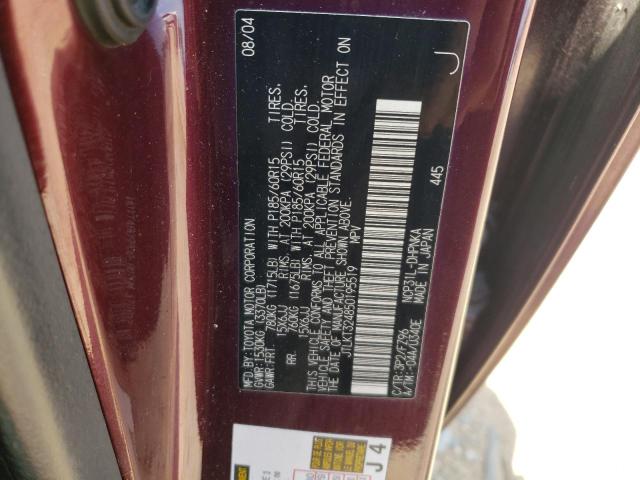 MFD.BY:TOYOTA MOTOR CORPORATION 08/04
GVWR:1530KG (3370LB)
GAWR:FRT. 780KG (1715LB) WITH P185/60R15 TIRES,
15X6JJ RIMS, AT 200KPA (29PSI) COLD.
RR. 760KG (1675LB) WITH P185/60R15 TIRES,
15X6JJ RIMS, AT 200KPA (29PSI) COLD.
THIS VEHICLE CONFORMS TO ALL APPLICABLE FEDERAL MOTOR
VEHICLE SAFETY AND THEFT PREVENTION STANDARDS IN EFFECT ON
THE DATE OF MANUFACTURE SHOWN ABOVE.
JTLKT324850195519 MPV
J
445
C/TR:3P2/FZ96 NCP31L-DHPNKA
A/TM:-04A/U340E MADE IN JAPAN
J4